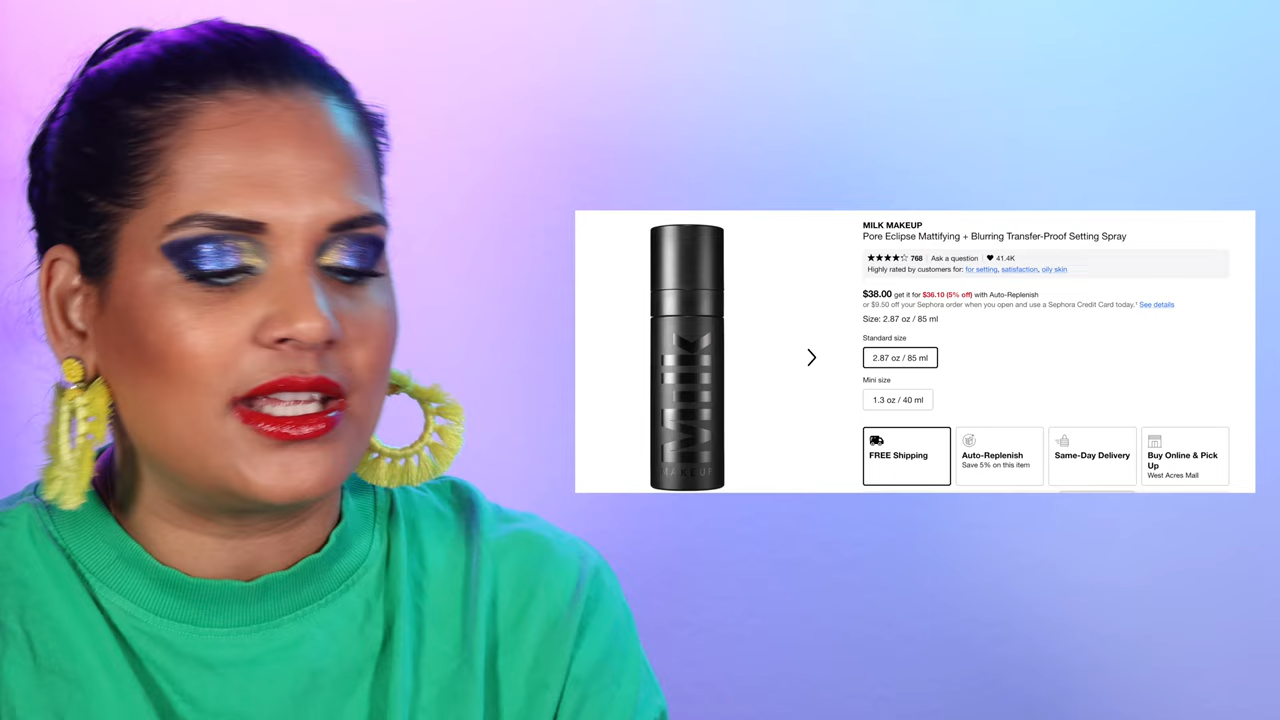 Milk
MAKEUP
MILK MAKEUP
Pore Eclipse Mattifying + Blurring Transfer-Proof Setting Spray
768 | Ask a question | 41.4K
Highly rated by customers for: for setting, satisfaction, oily skin
$38.00 get it for $36.10 (5% off) with Auto-Replenish
or $9.50 off your Sephora order when you open and use a Sephora Credit Card today.¹ See details
Size: 2.87 oz / 85 ml
Standard size
2.87 oz / 85 ml
Mini size
1.3 oz / 40 ml
FREE Shipping
Auto-Replenish
Save 5% on this item
Same-Day Delivery
Buy Online & Pick
Up
West Acres Mall